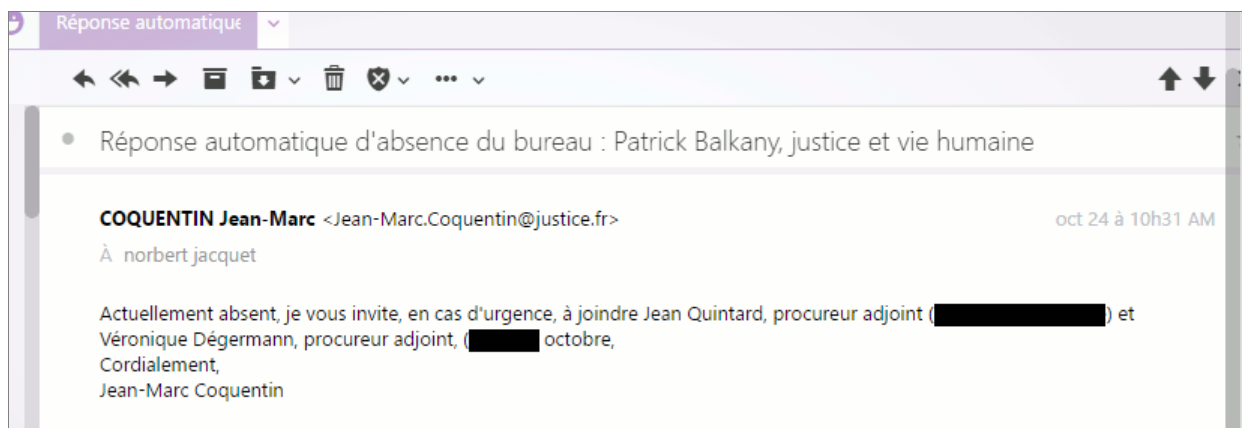 Réponse automatique
Réponse automatique d'absence du bureau : Patrick Balkany, justice et vie humaine
COQUENTIN Jean-Marc <Jean-Marc.Coquentin@justice.fr> oct 24 à 10h31 AM
À norbert jacquet
Actuellement absent, je vous invite, en cas d'urgence, à joindre Jean Quintard, procureur adjoint ( ) et
Véronique Dégermann, procureur adjoint, ( octobre,
Cordialement,
Jean-Marc Coquentin